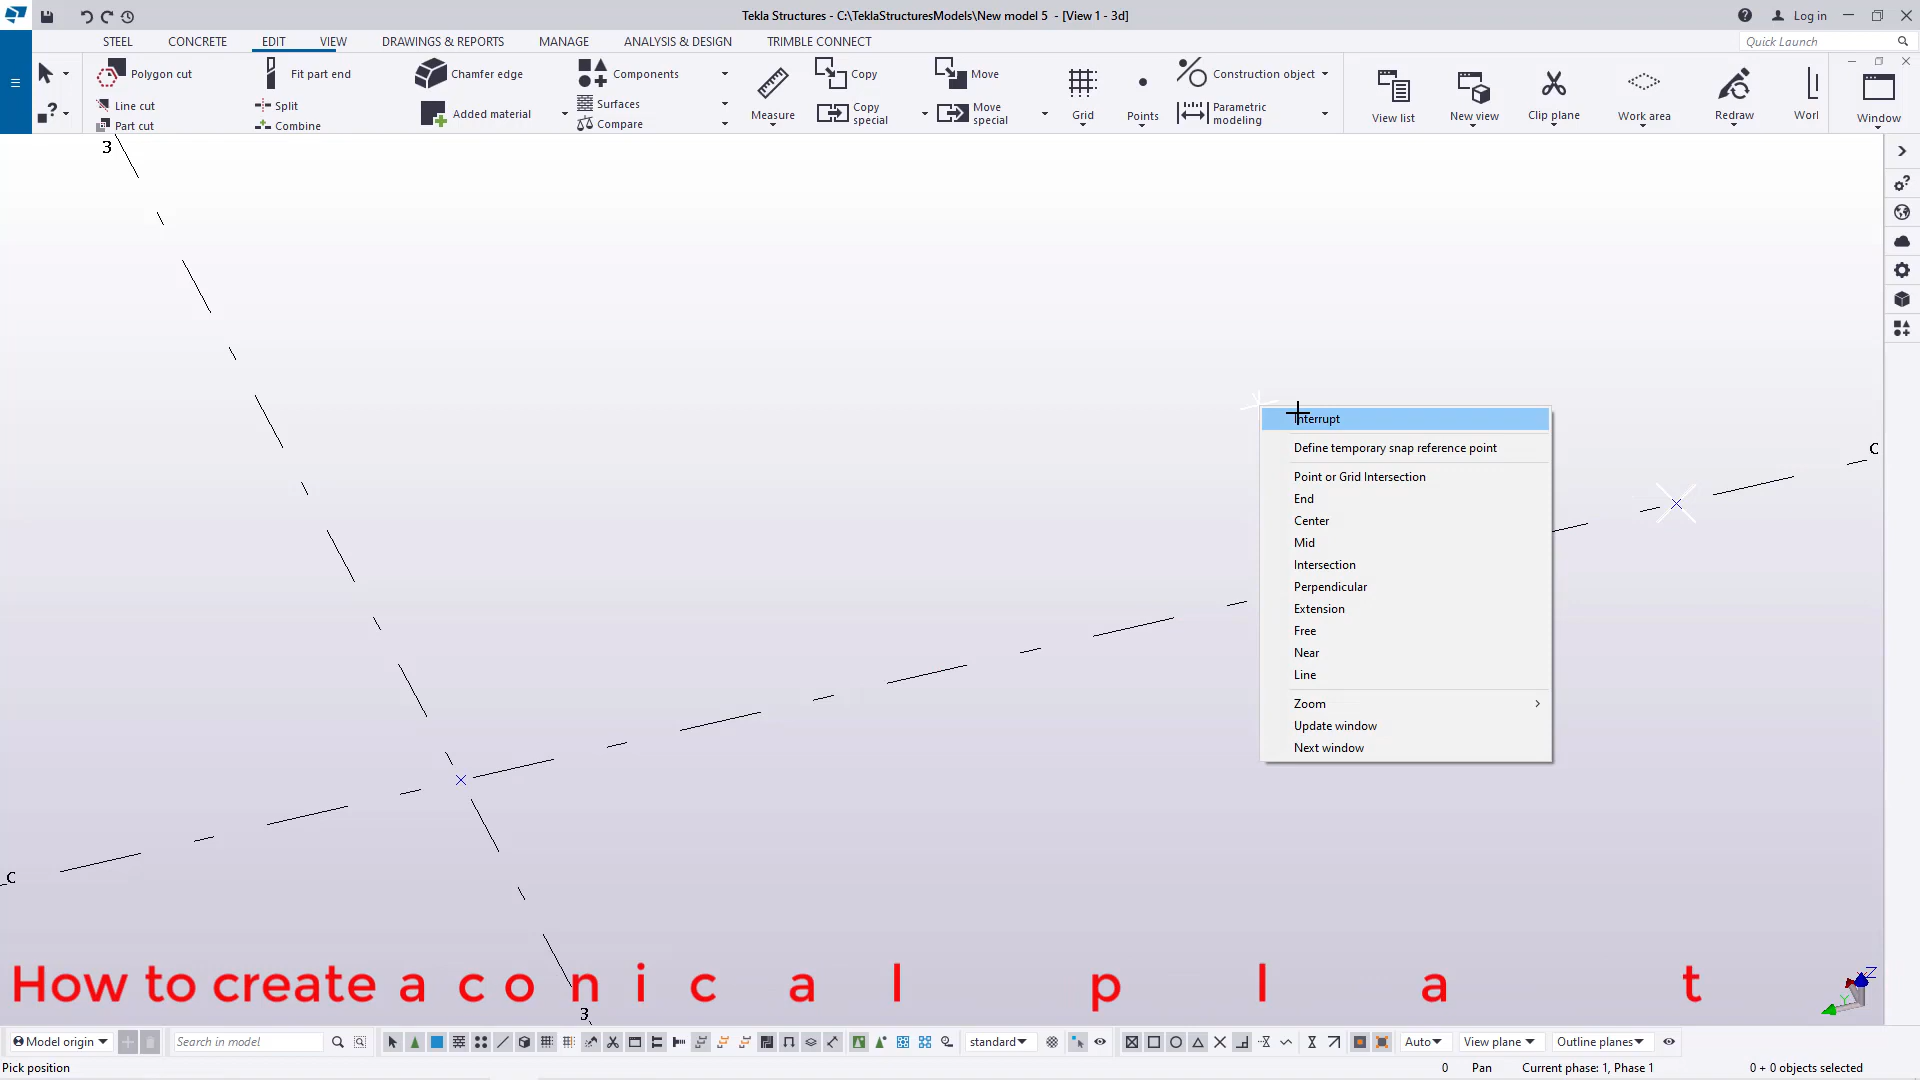 Tekla Structures - C:\TeklaStructuresModels\New model 5 - [View 1 - 3d]
Log in
STEEL CONCRETE EDIT VIEW DRAWINGS & REPORTS MANAGE ANALYSIS & DESIGN TRIMBLE CONNECT
Quick Launch
Polygon cut
Line cut
Part cut
Fit part end
Split
Combine
Chamfer edge
Added material
Components
Surfaces
Compare
Measure
Copy
Copy special
Move
Move special
Grid
Points
Construction object
Parametric modeling
View list
New view
Clip plane
Work area
Redraw
Worl
Window
3
C
Interrupt
Define temporary snap reference point
Point or Grid Intersection
End
Center
Mid
Intersection
Perpendicular
Extension
Free
Near
Line
Zoom
Update window
Next window
C
How to create a conical plat
3
Z
Y
Model origin
Search in model
standard
Auto
View plane
Outline planes
Pick position
0
Pan
Current phase: 1, Phase 1
0 + 0 objects selected